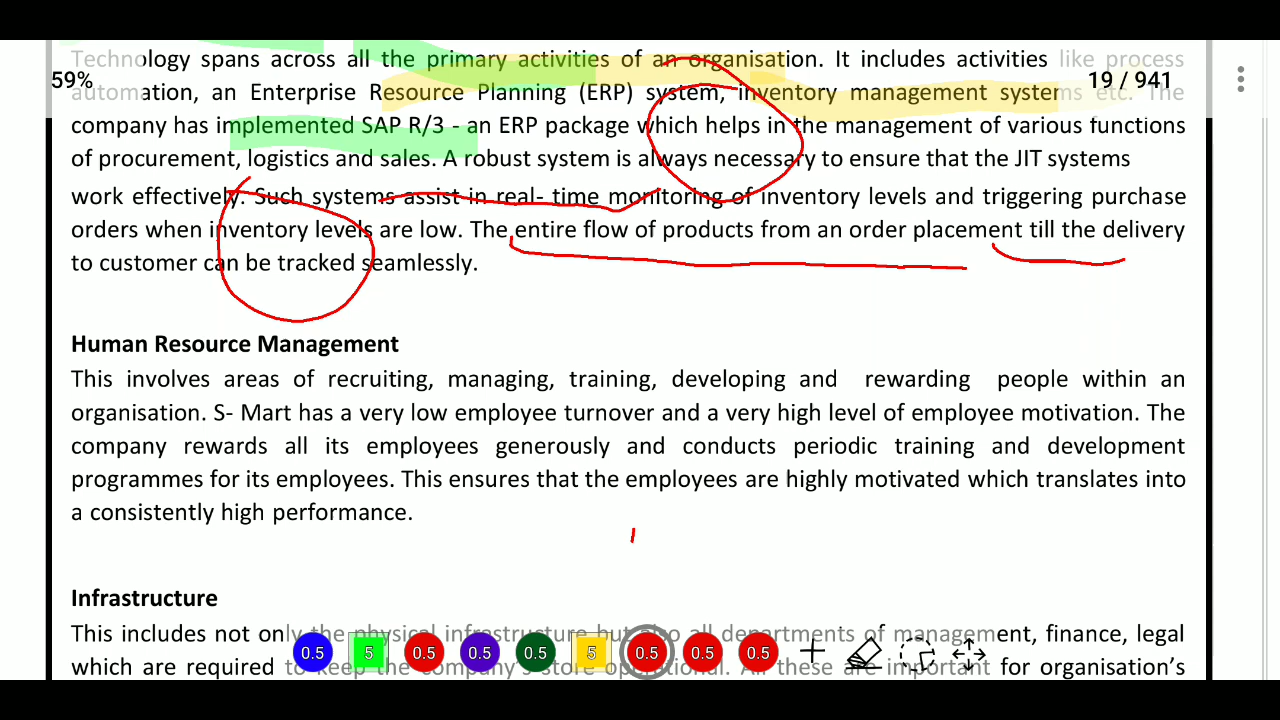 Technology spans across all the primary activities of an organisation. It includes activities like process
59%
19 / 941
automation, an Enterprise Resource Planning (ERP) system, inventory management systems etc. The
company has implemented SAP R/3 - an ERP package which helps in the management of various functions
of procurement, logistics and sales. A robust system is always necessary to ensure that the JIT systems
work effectively. Such systems assist in real- time monitoring of inventory levels and triggering purchase
orders when inventory levels are low. The entire flow of products from an order placement till the delivery
to customer can be tracked seamlessly.
Human Resource Management
This involves areas of recruiting, managing, training, developing and rewarding people within an
organisation. S- Mart has a very low employee turnover and a very high level of employee motivation. The
company rewards all its employees generously and conducts periodic training and development
programmes for its employees. This ensures that the employees are highly motivated which translates into
a consistently high performance.
Infrastructure
This includes not only the physical infrastructure but also all departments of management, finance, legal
0.5 5 0.5 0.5 0.5 5 0.5 0.5 0.5
which are required to keep the company's store operational. All these are important for organisation's